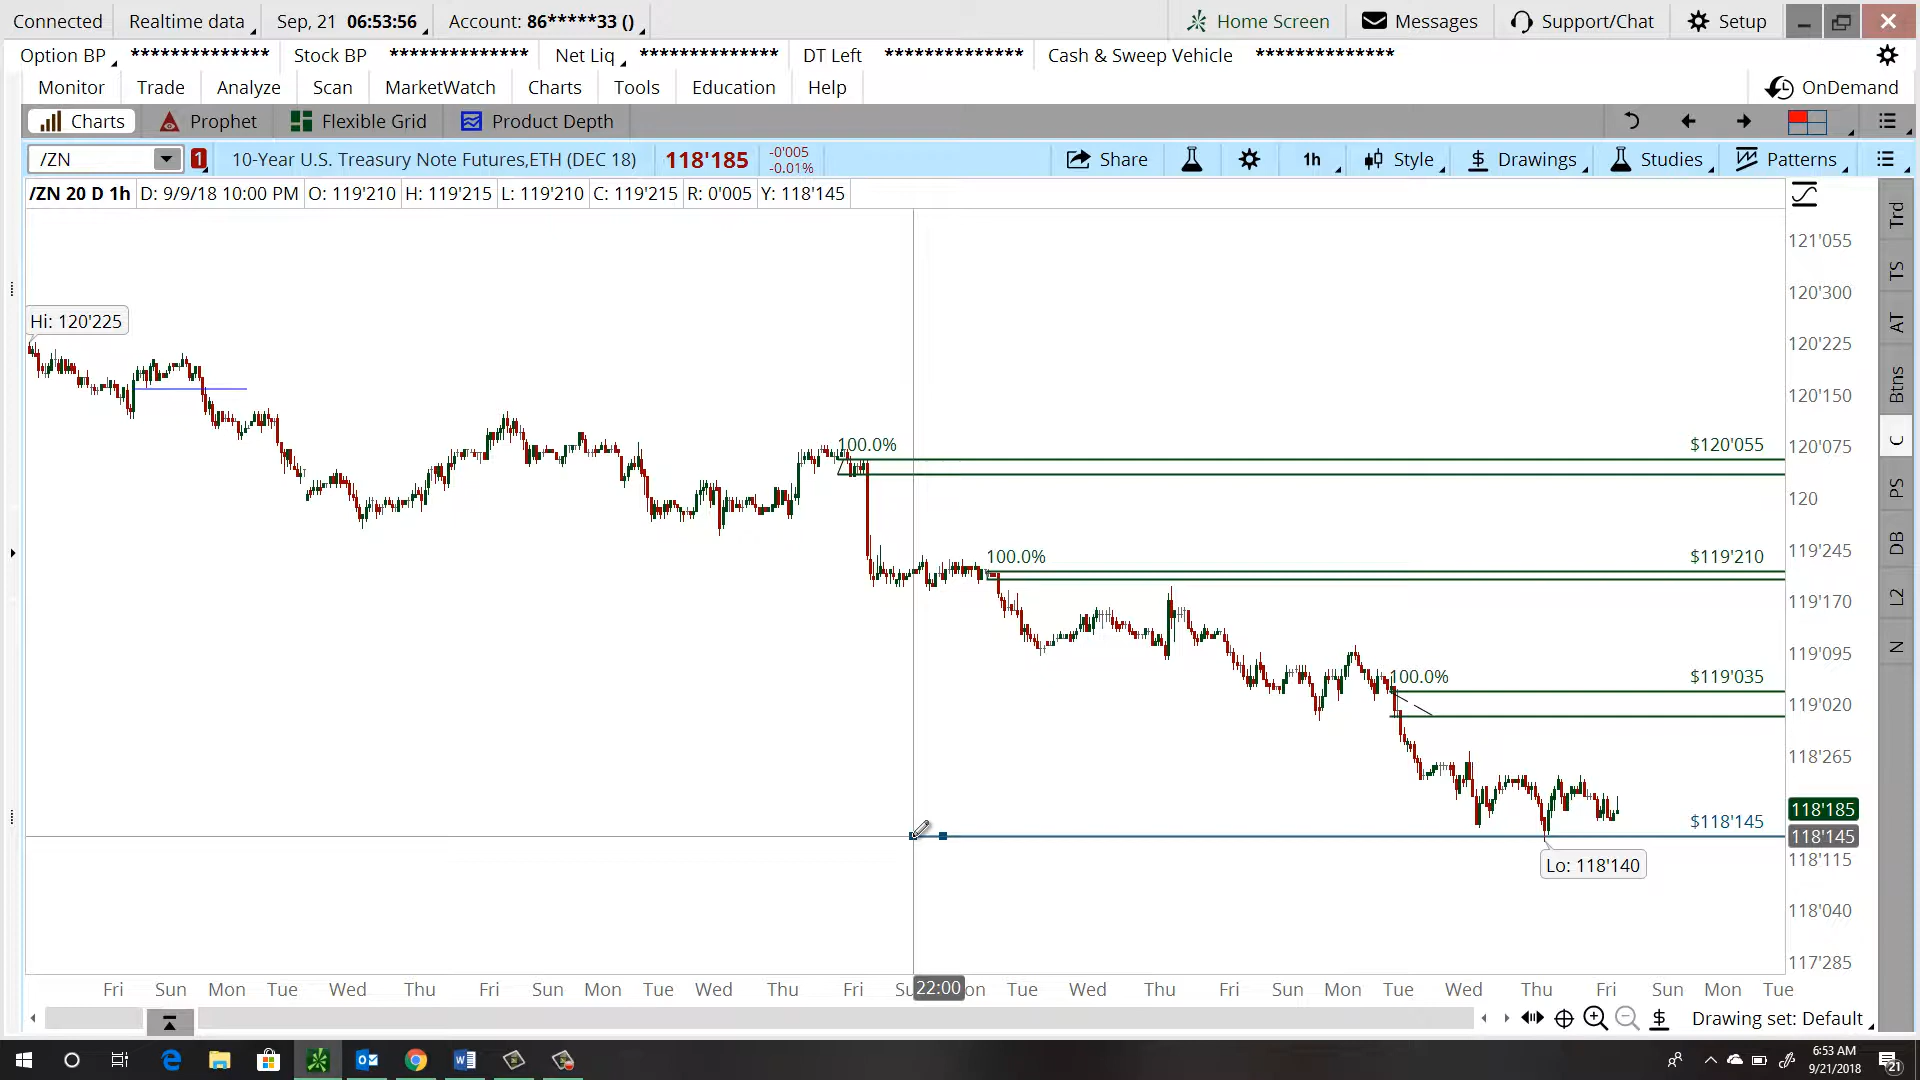 Connected Realtime data Sep, 21 06:53:56 Account: 86*****33 () Home Screen Messages Support/Chat Setup
Option BP ************** Stock BP ************** Net Liq ************** DT Left ************** Cash & Sweep Vehicle **************
Monitor Trade Analyze Scan MarketWatch Charts Tools Education Help OnDemand
Charts Prophet Flexible Grid Product Depth
/ZN 1 10-Year U.S. Treasury Note Futures,ETH (DEC 18) 118'185 -0'005 -0.01% Share 1h Style Drawings Studies Patterns
/ZN 20 D 1h D: 9/9/18 10:00 PM O: 119'210 H: 119'215 L: 119'210 C: 119'215 R: 0'005 Y: 118'145
Trd
121'055
TS
120'300
Hi: 120'225
AT
120'225
Btns
120'150
100.0% $120'055 120'075
C
PS
120
100.0% $119'210 119'245
DB
L2
119'170
N
119'095
100.0% $119'035
119'020
118'265
118'185
$118'145 118'145
Lo: 118'140 118'115
118'040
117'285
Fri Sun Mon Tue Wed Thu Fri Sun Mon Tue Wed Thu Fri Su 22:00 on Tue Wed Thu Fri Sun Mon Tue Wed Thu Fri Sun Mon Tue
Drawing set: Default
6:53 AM
9/21/2018
21